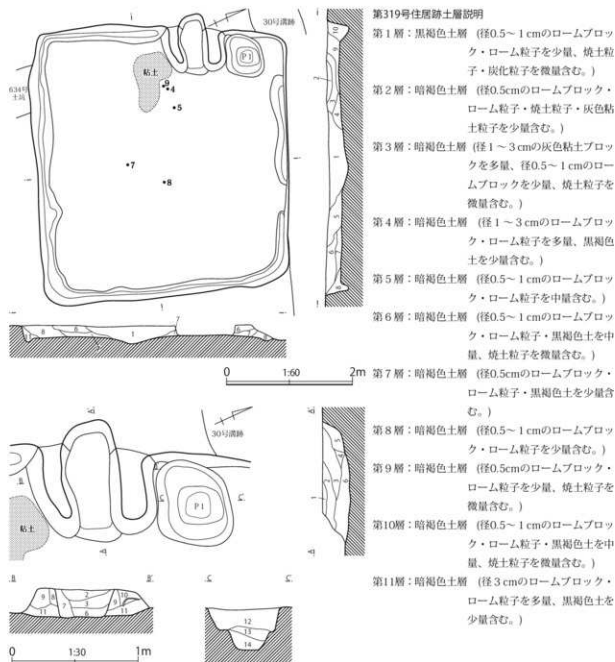 第319号住居跡土層説明
第1層：黒褐色土層 (径0.5～1cmのロームブロッ
ク・ローム粒子を少量、焼土粒
子・炭化粒子を微量含む。)
第2層：暗褐色土層 (径0.5cmのロームブロック・
ローム粒子・焼土粒子・灰色粘
土粒子を少量含む。)
第3層：暗褐色土層 (径1～3cmの灰色粘土ブロッ
クを多量、径0.5～1cmのロー
ムブロックを少量、焼土粒子を
微量含む。)
第4層：暗褐色土層 (径1～3cmのロームブロッ
ク・ローム粒子を多量、黒褐色
土を少量含む。)
第5層：暗褐色土層 (径0.5～1cmのロームブロッ
ク・ローム粒子を中量含む。)
第6層：暗褐色土層 (径0.5～1cmのロームブロッ
ク・ローム粒子・黒褐色土を中
量、焼土粒子を微量含む。)
第7層：暗褐色土層 (径0.5cmのロームブロック・
ローム粒子・黒褐色土を少量含
む。)
第8層：暗褐色土層 (径0.5～1cmのロームブロッ
ク・ローム粒子を少量含む。)
第9層：暗褐色土層 (径0.5cmのロームブロック・
ローム粒子を少量、焼土粒子を
微量含む。)
第10層：暗褐色土層 (径0.5～1cmのロームブロッ
ク・ローム粒子・黒褐色土を中
量、焼土粒子を微量含む。)
第11層：暗褐色土層 (径3cmのロームブロック・
ローム粒子を多量、黒褐色土を
少量含む。)
30号溝跡
634号
土坑
粘土
P1
9
4
5
7
8
0 1:60 2m
30号溝跡
粘土
P1
B B'
9 8 7 2 3 6 9 10 11
11
C C'
12
13
14
0 1:30 1m